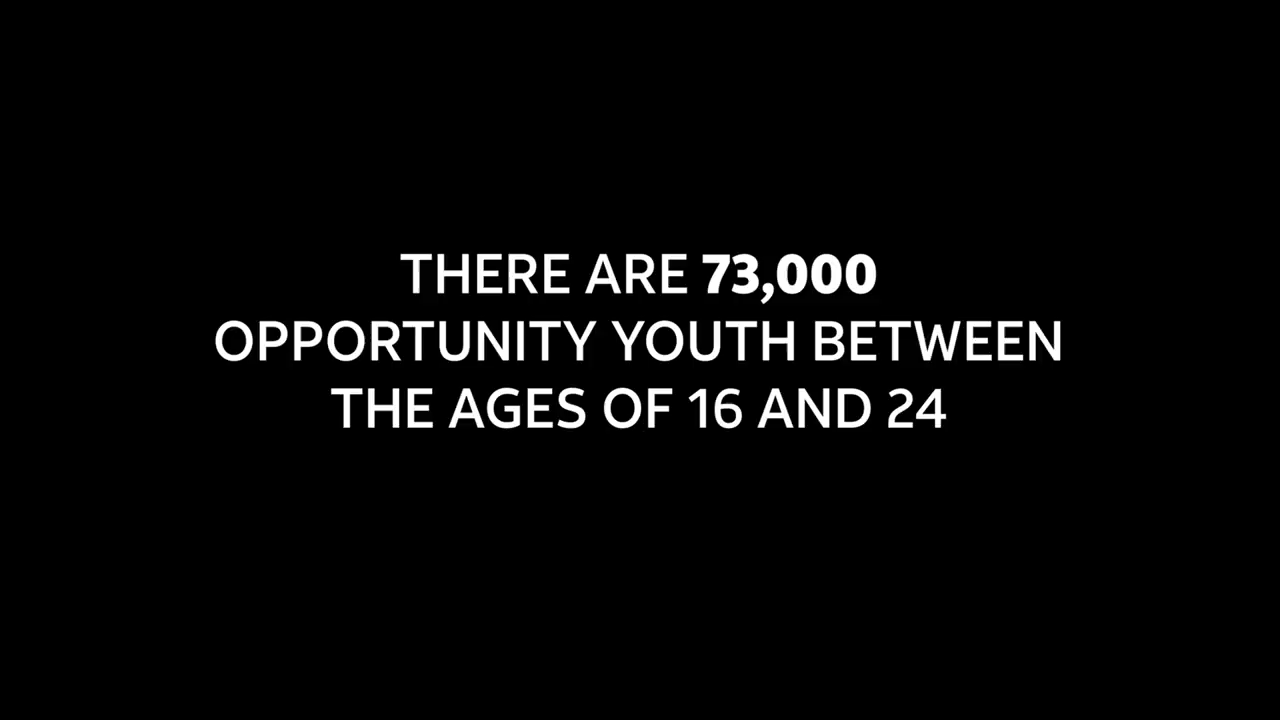 THERE ARE 73,000
OPPORTUNITY YOUTH BETWEEN
THE AGES OF 16 AND 24